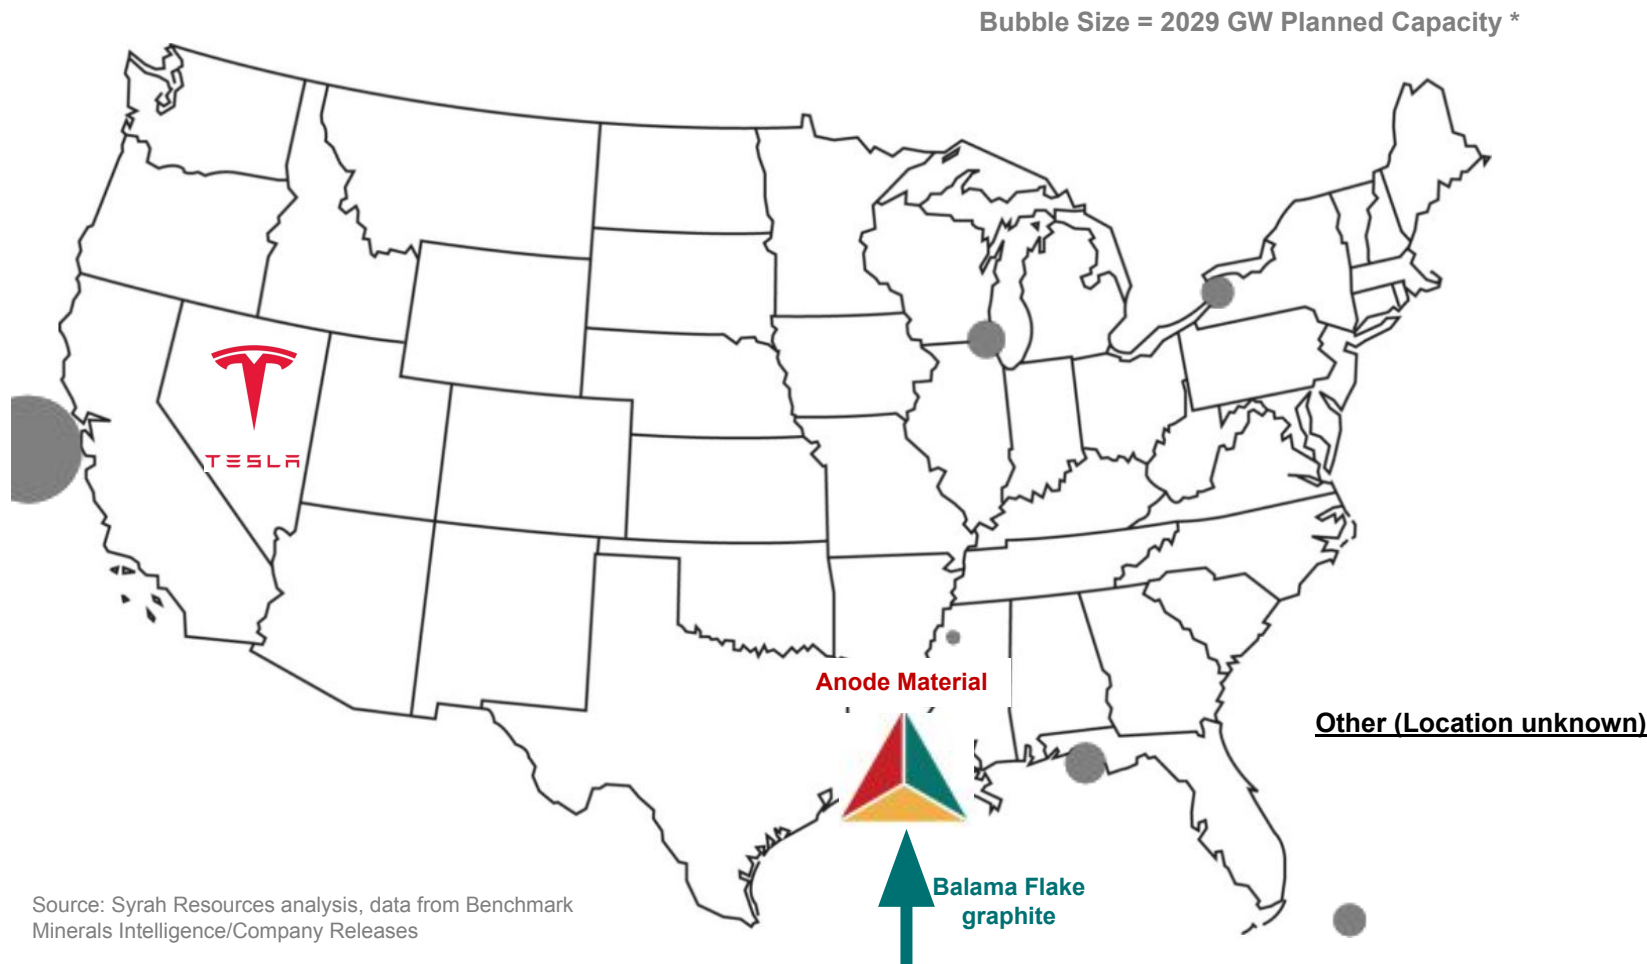 Bubble Size = 2029 GW Planned Capacity *
TESLA
Anode Material
Other (Location unknown)
Balama Flake
graphite
Source: Syrah Resources analysis, data from Benchmark
Minerals Intelligence/Company Releases